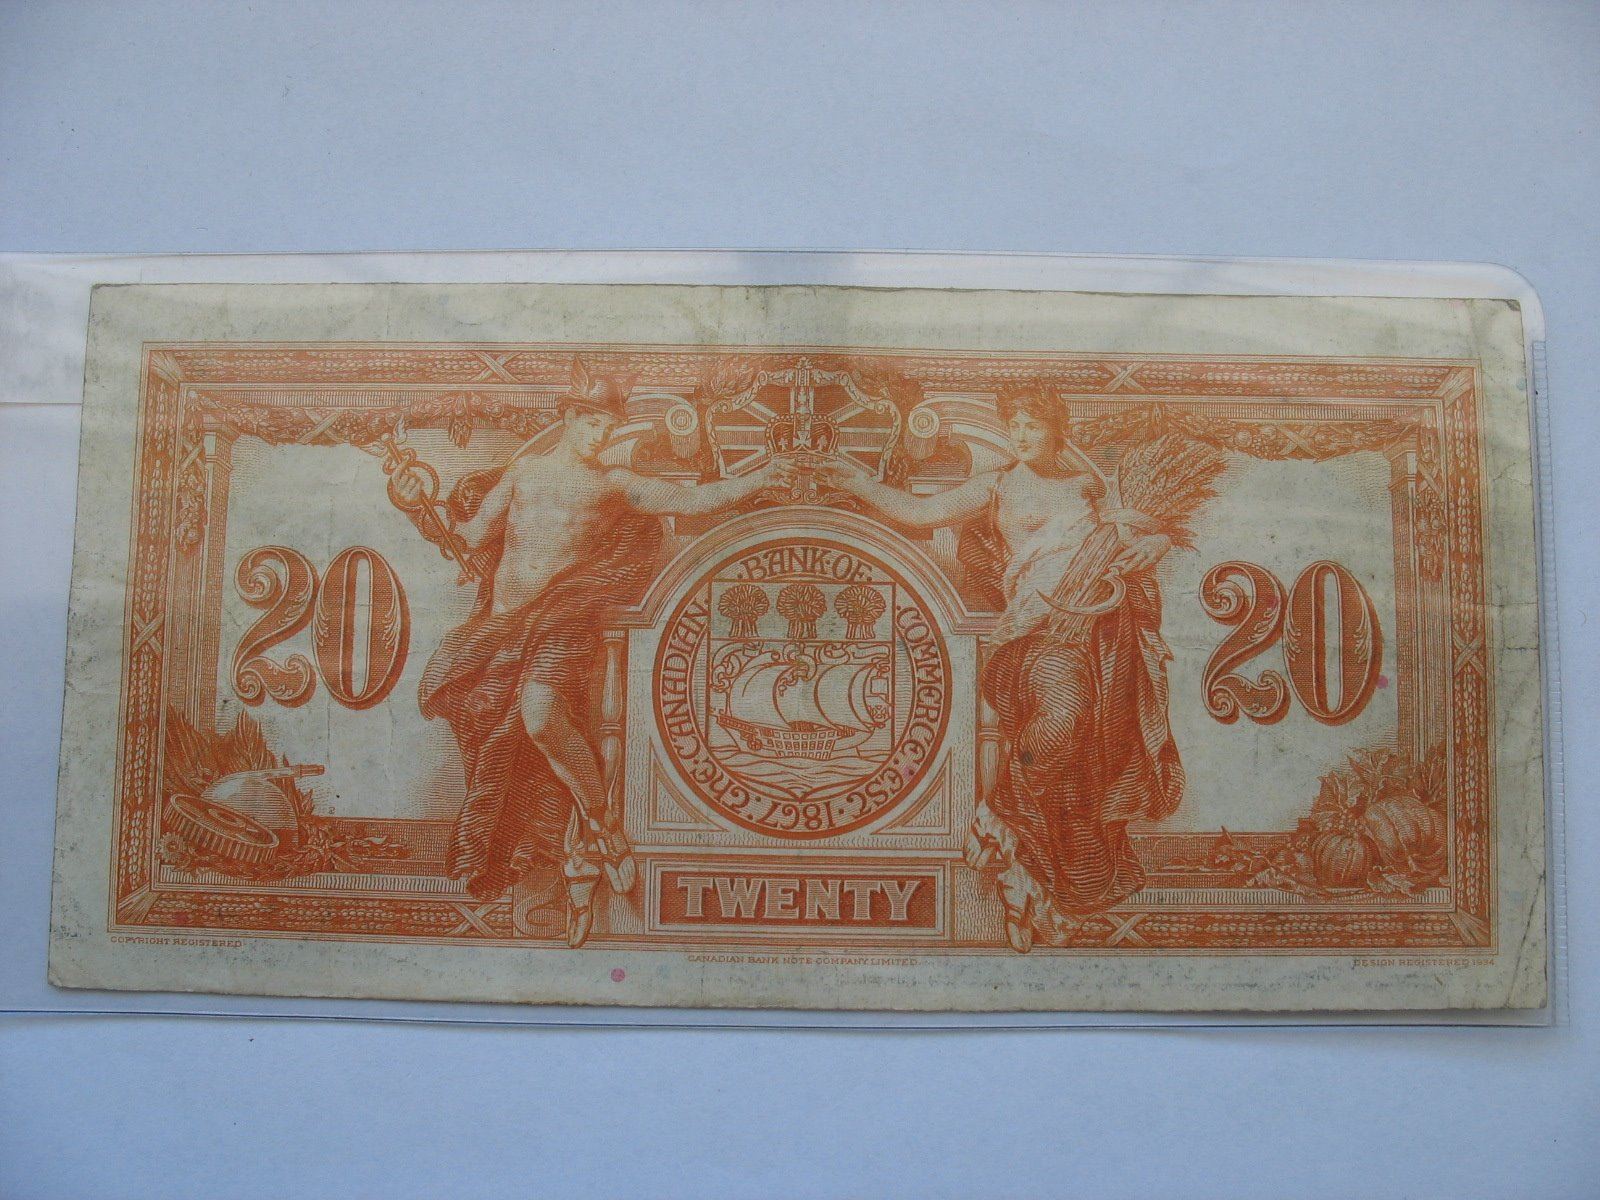 20
20
THE·CANADIAN·BANK·OF·COMMERCE·EST·1867·
TWENTY
COPYRIGHT REGISTERED
CANADIAN BANK NOTE COMPANY, LIMITED
DESIGN REGISTERED 1934